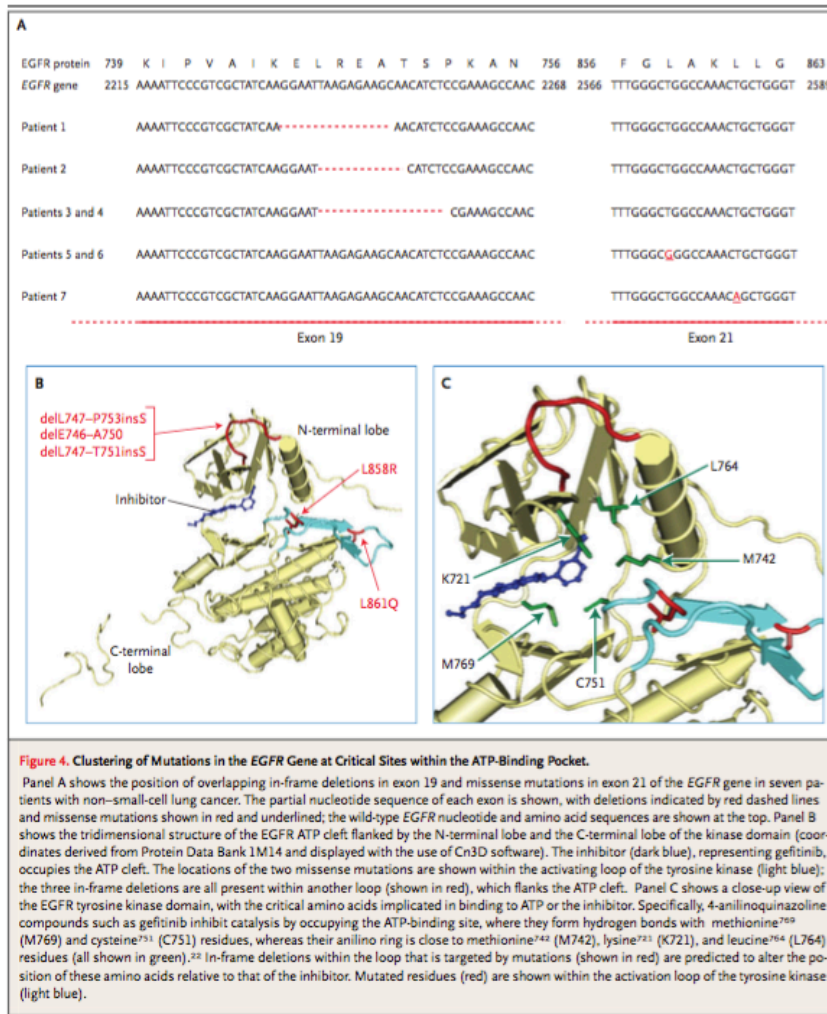 A
EGFR protein 739 K I P V A I K E L R E A T S P K A N 756 856 F G L A K L L G 863
EGFR gene 2215 AAAATTCCCGTCGCTATCAAGGAATTAAGAGAAGCAACATCTCCGAAAGCCAAC 2268 2566 TTTGGGCTGGCCAAACTGCTGGGT 2589
Patient 1 AAAATTCCCGTCGCTATCAA AACATCTCCGAAAGCCAAC TTTGGGCTGGCCAAACTGCTGGGT
Patient 2 AAAATTCCCGTCGCTATCAAGGAAT CATCTCCGAAAGCCAAC TTTGGGCTGGCCAAACTGCTGGGT
Patients 3 and 4 AAAATTCCCGTCGCTATCAAGGAAT CGAAAGCCAAC TTTGGGCTGGCCAAACTGCTGGGT
Patients 5 and 6 AAAATTCCCGTCGCTATCAAGGAATTAAGAGAAGCAACATCTCCGAAAGCCAAC TTTGGGCGGGCCAAACTGCTGGGT
Patient 7 AAAATTCCCGTCGCTATCAAGGAATTAAGAGAAGCAACATCTCCGAAAGCCAAC TTTGGGCTGGCCAAACAGCTGGGT
Exon 19 Exon 21
B
delL747–P753insS
delE746–A750
delL747–T751insS
N-terminal lobe
L858R
Inhibitor
L861Q
C-terminal
lobe
C
L764
K721
M742
M769
C751
Figure 4. Clustering of Mutations in the EGFR Gene at Critical Sites within the ATP-Binding Pocket.
Panel A shows the position of overlapping in-frame deletions in exon 19 and missense mutations in exon 21 of the EGFR gene in seven pa-
tients with non–small-cell lung cancer. The partial nucleotide sequence of each exon is shown, with deletions indicated by red dashed lines
and missense mutations shown in red and underlined; the wild-type EGFR nucleotide and amino acid sequences are shown at the top. Panel B
shows the tridimensional structure of the EGFR ATP cleft flanked by the N-terminal lobe and the C-terminal lobe of the kinase domain (coor-
dinates derived from Protein Data Bank 1M14 and displayed with the use of Cn3D software). The inhibitor (dark blue), representing gefitinib,
occupies the ATP cleft. The locations of the two missense mutations are shown within the activating loop of the tyrosine kinase (light blue);
the three in-frame deletions are all present within another loop (shown in red), which flanks the ATP cleft. Panel C shows a close-up view of
the EGFR tyrosine kinase domain, with the critical amino acids implicated in binding to ATP or the inhibitor. Specifically, 4-anilinoquinazoline
compounds such as gefitinib inhibit catalysis by occupying the ATP-binding site, where they form hydrogen bonds with methionine⁷⁶⁹
(M769) and cysteine⁷⁵¹ (C751) residues, whereas their anilino ring is close to methionine⁷⁴² (M742), lysine⁷²¹ (K721), and leucine⁷⁶⁴ (L764)
residues (all shown in green).²² In-frame deletions within the loop that is targeted by mutations (shown in red) are predicted to alter the po-
sition of these amino acids relative to that of the inhibitor. Mutated residues (red) are shown within the activation loop of the tyrosine kinase
(light blue).